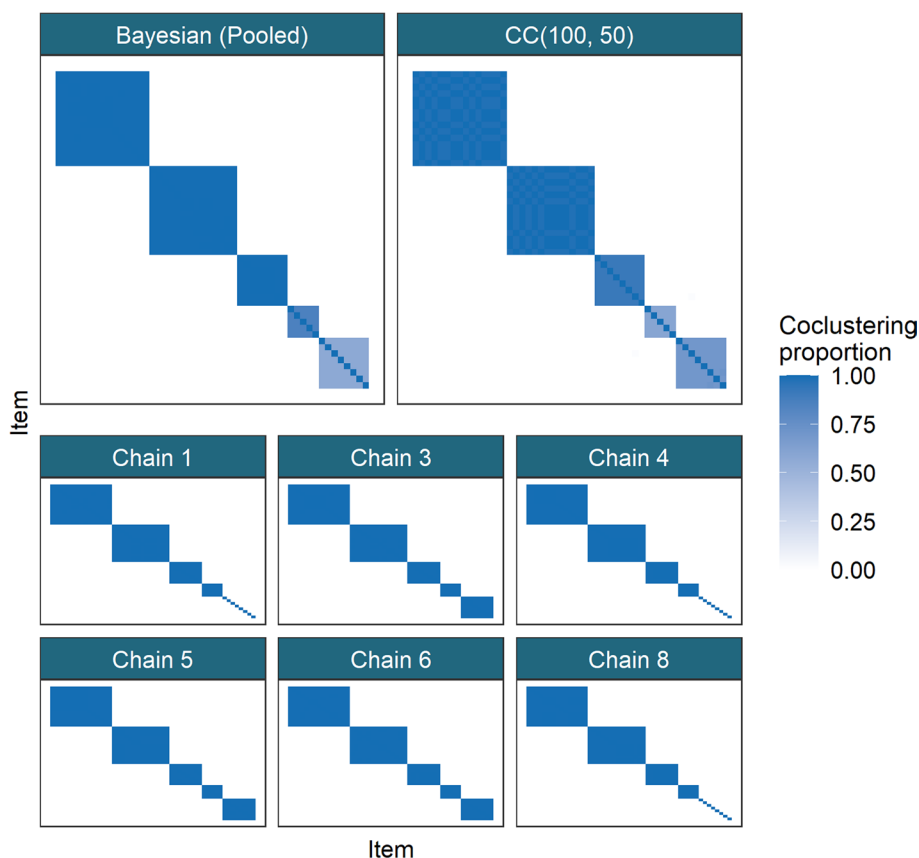 Bayesian (Pooled)
CC(100, 50)
Coclustering
proportion
1.00
0.75
0.50
0.25
0.00
Item
Chain 1
Chain 3
Chain 4
Chain 5
Chain 6
Chain 8
Item